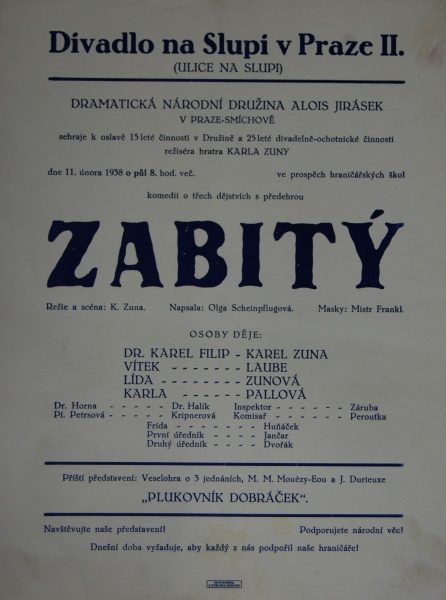 Divadlo na Slupi v Praze II.
(ULICE NA SLUPI)
DRAMATICKÁ NÁRODNÍ DRUŽINA ALOIS JIRÁSEK
V PRAZE-SMÍCHOVĚ
sehraje k oslavě 15 leté činnosti v Družině a 25 leté divadelně-ochotnické činnosti
režiséra bratra KARLA ZUNY
dne 11. února 1938 o půl 8. hod. več. ve prospěch hraničářských škol
komedii o třech dějstvích s předehrou
ZABITÝ
Režie a scéna: K. Zuna. Napsala: Olga Scheinpflugová. Masky: Mistr Frankl.
OSOBY DĚJE:
DR. KAREL FILIP - KAREL ZUNA
VÍTEK - - - - - - - LAUBE
LÍDA - - - - - - - ZUNOVÁ
KARLA - - - - - - PALLOVÁ
Dr. Horna - - - - - Dr. Halík Inspektor - - - - - - Záruba
Pí. Petrsová - - - - - Kripnerová Komisař - - - - - - Peroutka
Frída - - - - - - - Huňáček
První úředník - - - - Jančar
Druhý úředník - - - - Dvořák
Příští představení: Veselohra o 3 jednáních, M. M. Mouèzy-Eou a J. Durieuxe
„PLUKOVNÍK DOBRÁČEK“.
Navštěvujte naše představení! Podporujete národní věc!
Dnešní doba vyžaduje, aby každý z nás podpořil naše hraničáře!